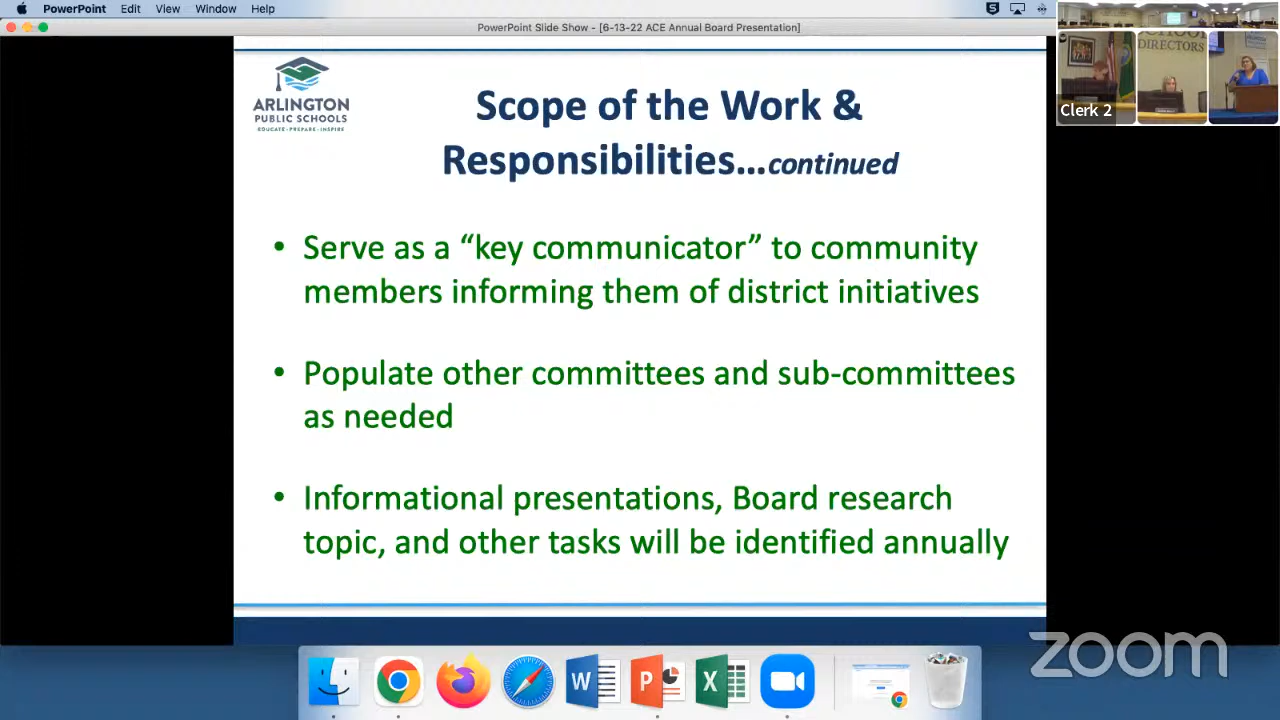 PowerPoint Edit View Window Help
PowerPoint Slide Show - [6-13-22 ACE Annual Board Presentation]
DIRECTORS
Clerk 2
ARLINGTON
PUBLIC SCHOOLS
EDUCATE · PREPARE · INSPIRE
Scope of the Work &
Responsibilities...continued
• Serve as a “key communicator” to community
members informing them of district initiatives
• Populate other committees and sub-committees
as needed
• Informational presentations, Board research
topic, and other tasks will be identified annually
zoom
W
P
X